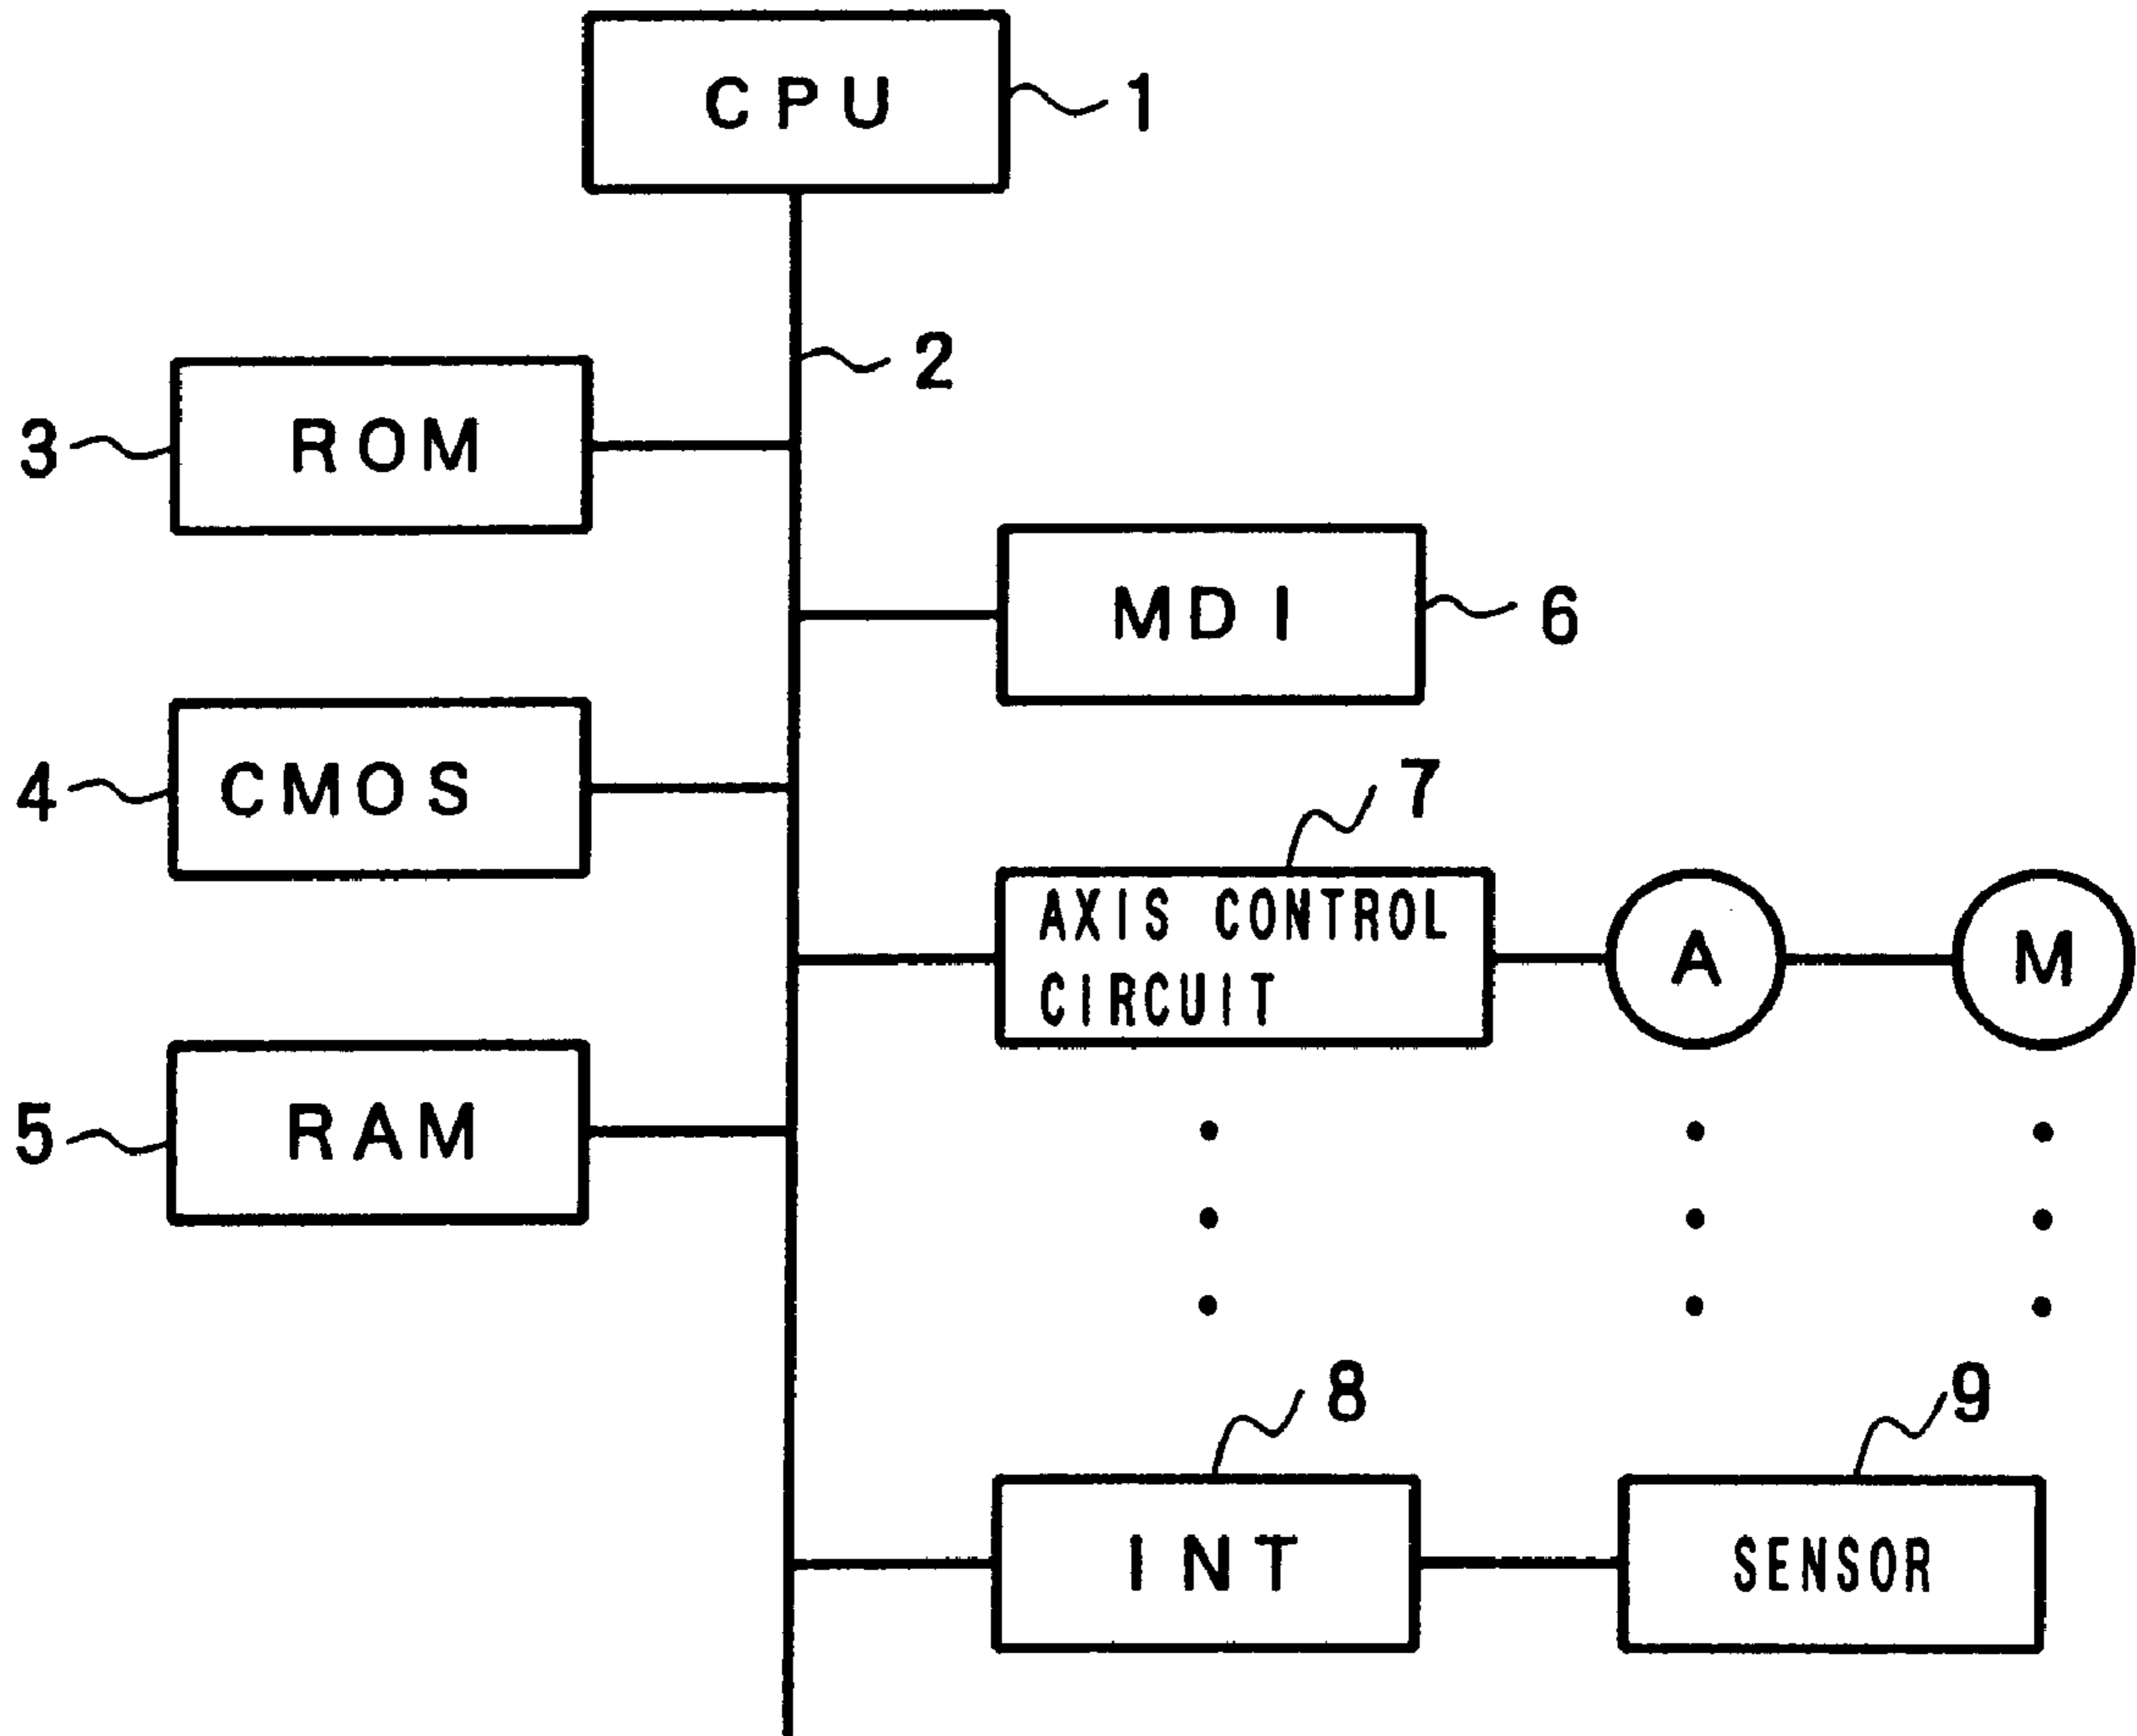 CPU
1
2
ROM
3
MDI
6
CMOS
4
7
AXIS CONTROL
CIRCUIT
A
M
RAM
5
8
9
INT
SENSOR